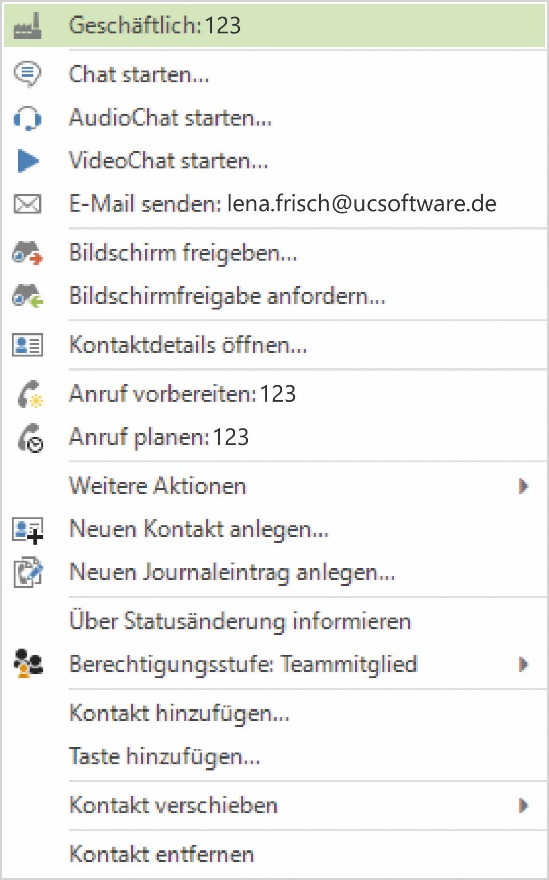 Geschäftlich: 123
Chat starten...
AudioChat starten...
VideoChat starten...
E-Mail senden: lena.frisch@ucsoftware.de
Bildschirm freigeben...
Bildschirmfreigabe anfordern...
Kontaktdetails öffnen...
Anruf vorbereiten: 123
Anruf planen: 123
Weitere Aktionen
Neuen Kontakt anlegen...
Neuen Journaleintrag anlegen...
Über Statusänderung informieren
Berechtigungsstufe: Teammitglied
Kontakt hinzufügen...
Taste hinzufügen...
Kontakt verschieben
Kontakt entfernen